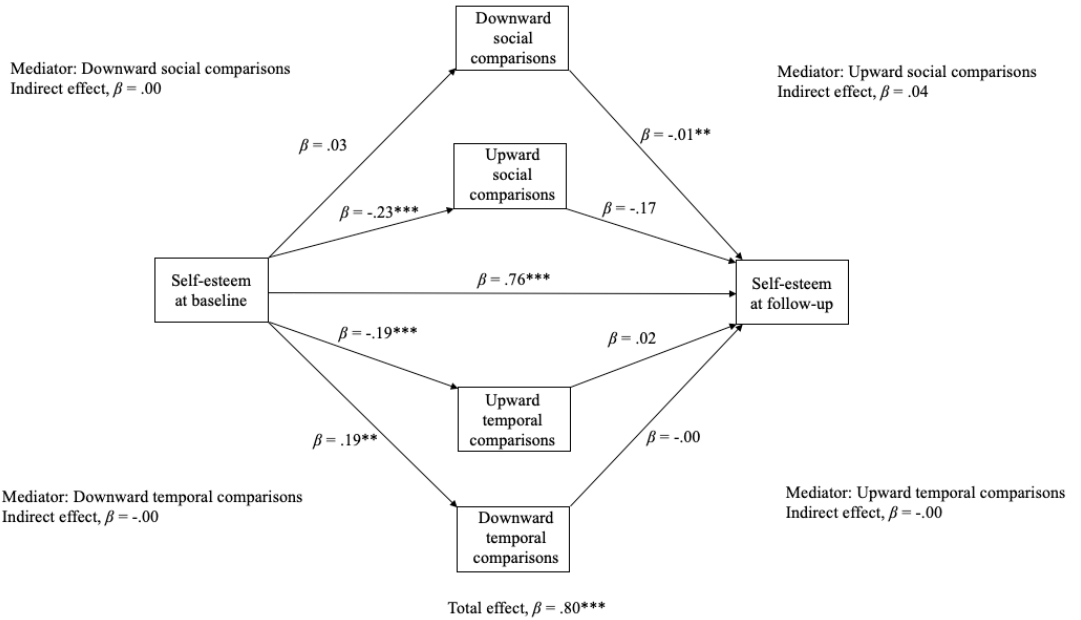 Downward
social
comparisons
Mediator: Downward social comparisons
Indirect effect, β = .00
Mediator: Upward social comparisons
Indirect effect, β = .04
β = .03
β = -.01**
Upward
social
comparisons
β = -.23***
β = -.17
Self-esteem
at baseline
β = .76***
Self-esteem
at follow-up
β = -.19***
β = .02
Upward
temporal
comparisons
β = .19**
β = -.00
Mediator: Downward temporal comparisons
Indirect effect, β = -.00
Mediator: Upward temporal comparisons
Indirect effect, β = -.00
Downward
temporal
comparisons
Total effect, β = .80***